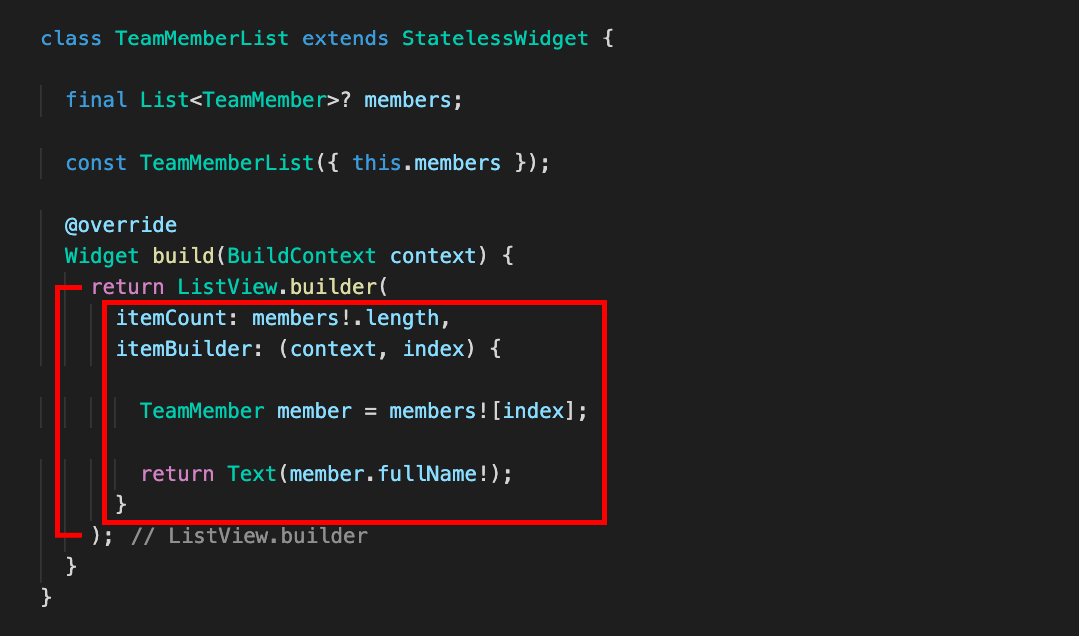 class TeamMemberList extends StatelessWidget {
final List<TeamMember>? members;
const TeamMemberList({ this.members });
@override
Widget build(BuildContext context) {
return ListView.builder(
itemCount: members!.length,
itemBuilder: (context, index) {
TeamMember member = members![index];
return Text(member.fullName!);
}
); // ListView.builder
}
}